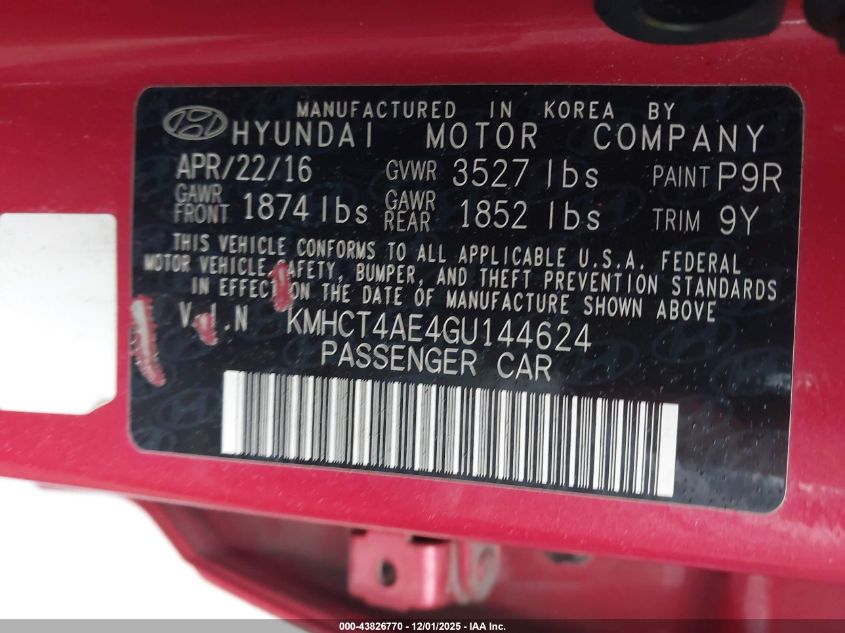 MANUFACTURED IN KOREA BY
HYUNDAI MOTOR COMPANY
APR/22/16 GVWR 3527 lbs PAINT P9R
GAWR FRONT 1874 lbs GAWR REAR 1852 lbs TRIM 9Y
THIS VEHICLE CONFORMS TO ALL APPLICABLE U.S.A. FEDERAL
MOTOR VEHICLE SAFETY, BUMPER, AND THEFT PREVENTION STANDARDS
IN EFFECT ON THE DATE OF MANUFACTURE SHOWN ABOVE
V.I.N KMHCT4AE4GU144624
PASSENGER CAR
000-43826770 - 12/01/2025 - IAA Inc.